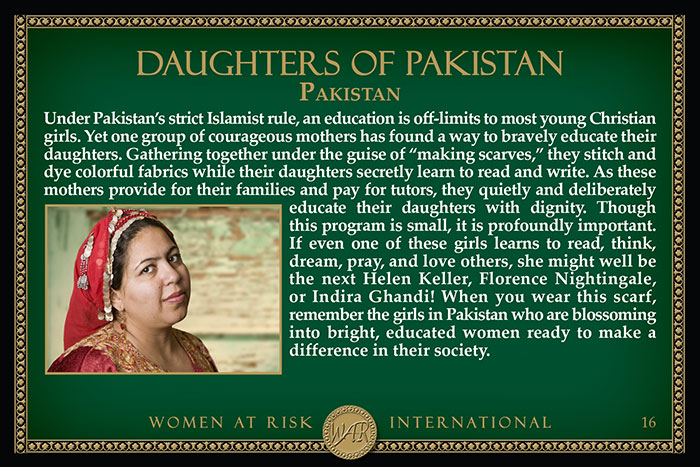 DAUGHTERS OF PAKISTAN
PAKISTAN
Under Pakistan's strict Islamist rule, an education is off-limits to most young Christian
girls. Yet one group of courageous mothers has found a way to bravely educate their
daughters. Gathering together under the guise of "making scarves," they stitch and
dye colorful fabrics while their daughters secretly learn to read and write. As these
mothers provide for their families and pay for tutors, they quietly and deliberately
educate their daughters with dignity. Though
this program is small, it is profoundly important.
If even one of these girls learns to read, think,
dream, pray, and love others, she might well be
the next Helen Keller, Florence Nightingale,
or Indira Ghandi! When you wear this scarf,
remember the girls in Pakistan who are blossoming
into bright, educated women ready to make a
difference in their society.
WOMEN AT RISK WAR INTERNATIONAL 16